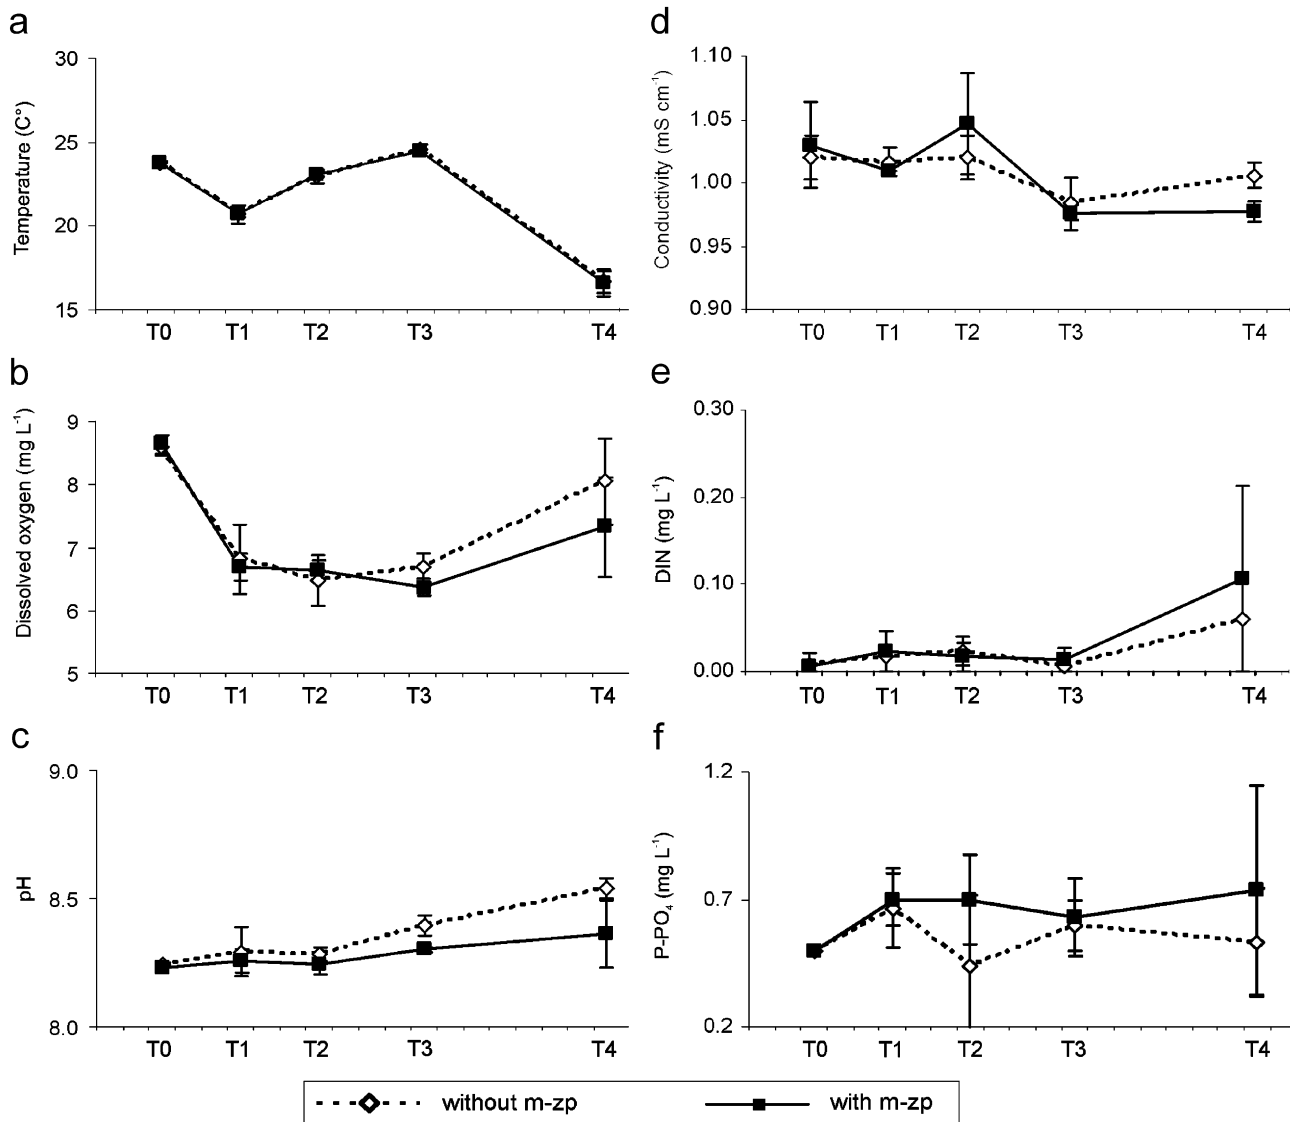 a
Temperature (C°)
30
25
20
15
T0 T1 T2 T3 T4
b
Dissolved oxygen (mg L⁻¹)
9
8
7
6
5
T0 T1 T2 T3 T4
c
pH
9.0
8.5
8.0
T0 T1 T2 T3 T4
d
Conductivity (mS cm⁻¹)
1.10
1.05
1.00
0.95
0.90
T0 T1 T2 T3 T4
e
DIN (mg L⁻¹)
0.30
0.20
0.10
0.00
T0 T1 T2 T3 T4
f
P-PO₄ (mg L⁻¹)
1.2
0.7
0.2
T0 T1 T2 T3 T4
without m-zp with m-zp